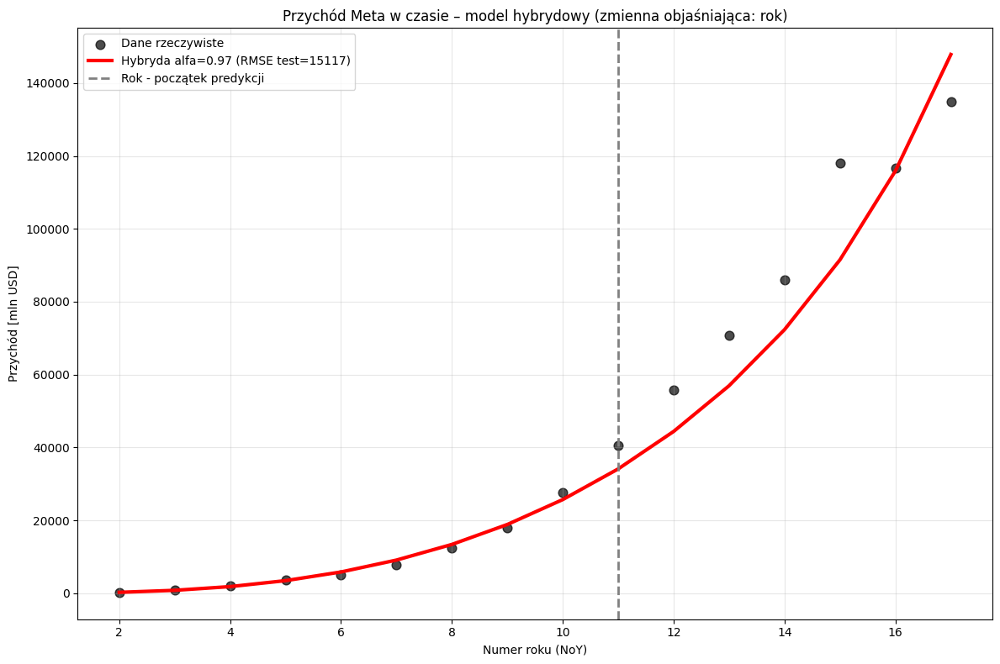 Przychód Meta w czasie – model hybrydowy (zmienna objaśniająca: rok)
Dane rzeczywiste
Hybryda alfa=0.97 (RMSE test=15117)
Rok - początek predykcji
Przychód [mln USD]
140000
120000
100000
80000
60000
40000
20000
0
2 4 6 8 10 12 14 16
Numer roku (NoY)